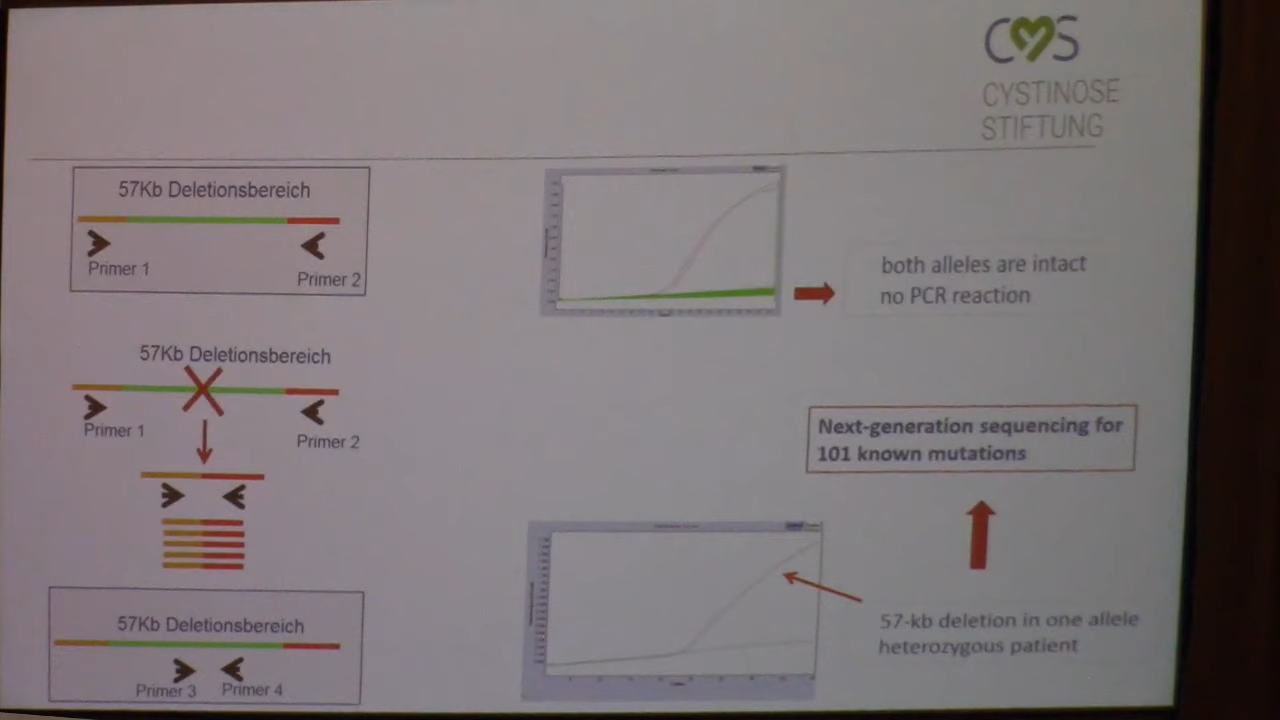 CYS
CYSTINOSE
STIFTUNG
57Kb Deletionsbereich
Primer 1
Primer 2
both alleles are intact
no PCR reaction
57Kb Deletionsbereich
Primer 1
Primer 2
Next-generation sequencing for
101 known mutations
57-kb deletion in one allele
heterozygous patient
57Kb Deletionsbereich
Primer 3
Primer 4